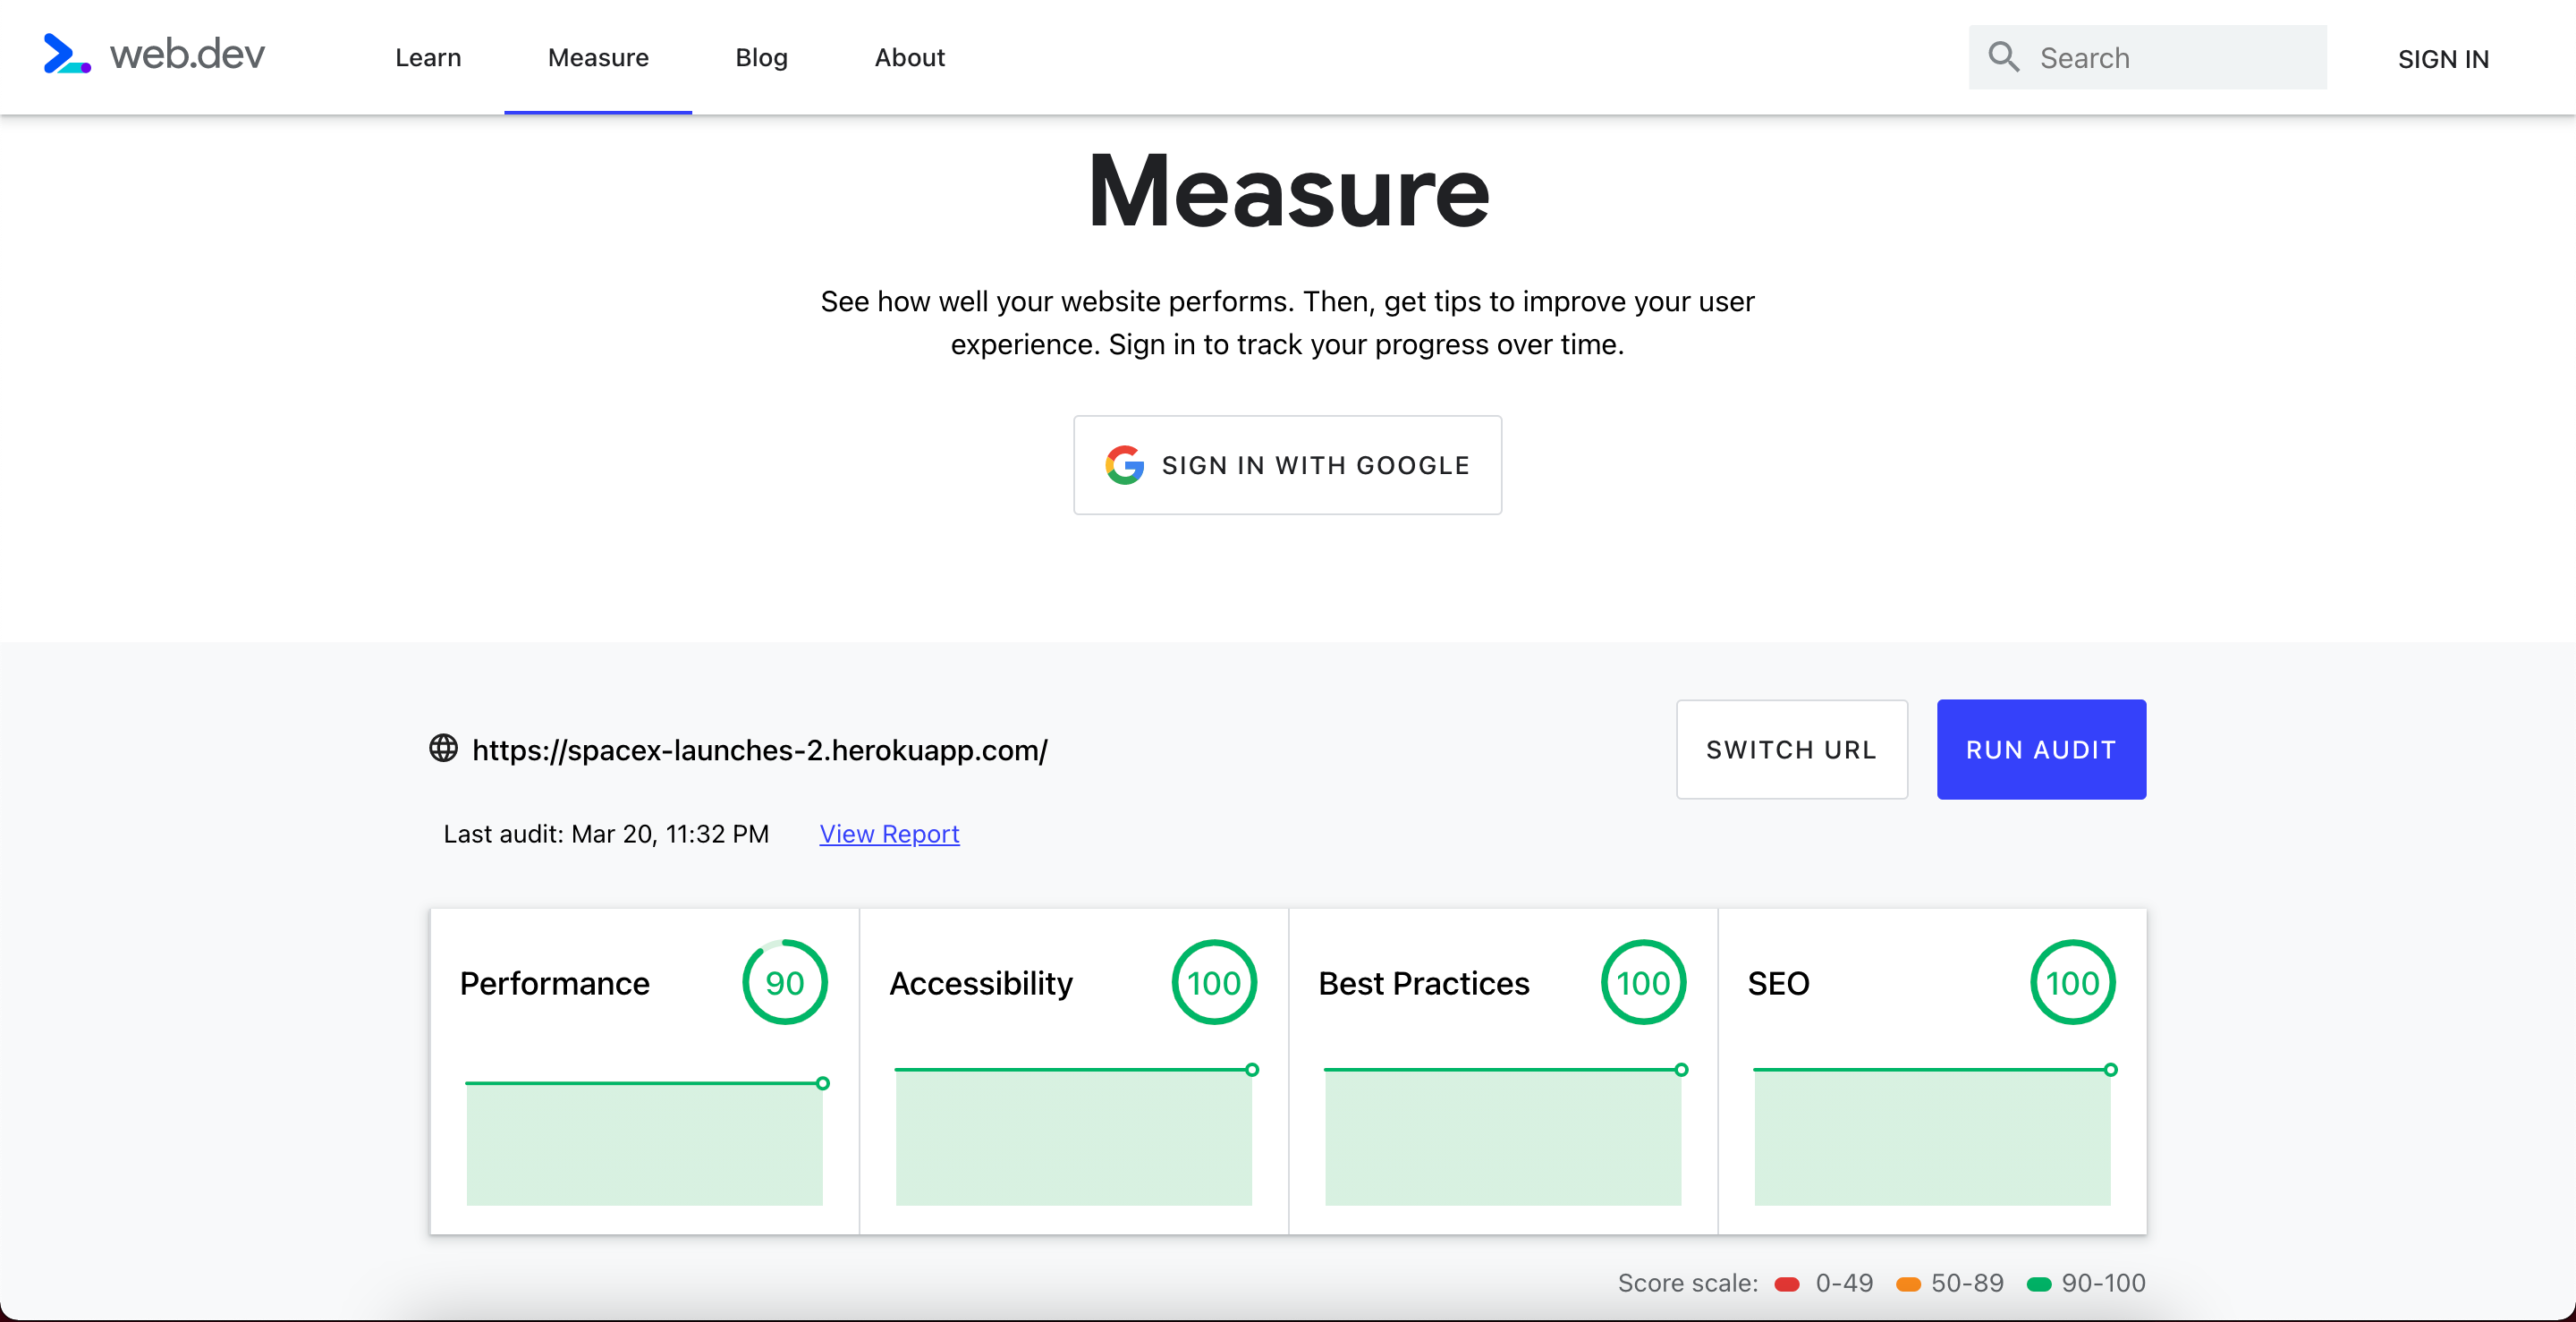 web.dev Learn Measure Blog About Search SIGN IN
Measure
See how well your website performs. Then, get tips to improve your user
experience. Sign in to track your progress over time.
SIGN IN WITH GOOGLE
https://spacex-launches-2.herokuapp.com/ SWITCH URL RUN AUDIT
Last audit: Mar 20, 11:32 PM View Report
Performance 90 Accessibility 100 Best Practices 100 SEO 100
Score scale: 0-49 50-89 90-100